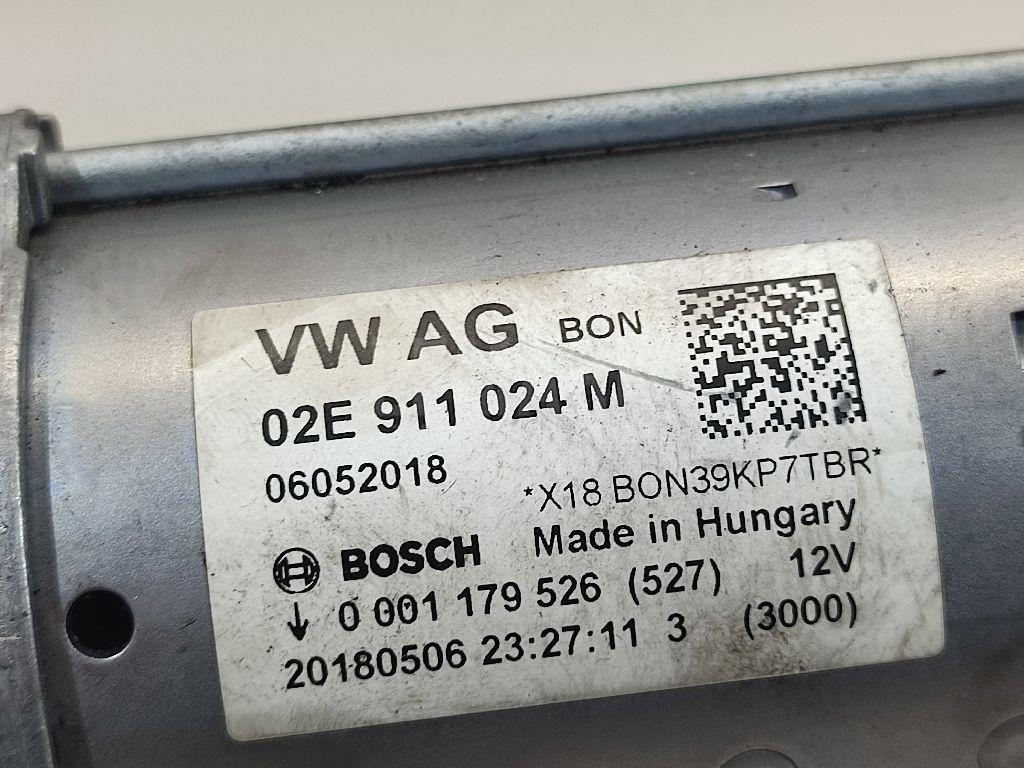 VW AG BON
02E 911 024 M
06052018
*X18 BON39KP7TBR*
BOSCH Made in Hungary
↓ 0 001 179 526 (527) 12V
20180506 23:27:11 3 (3000)